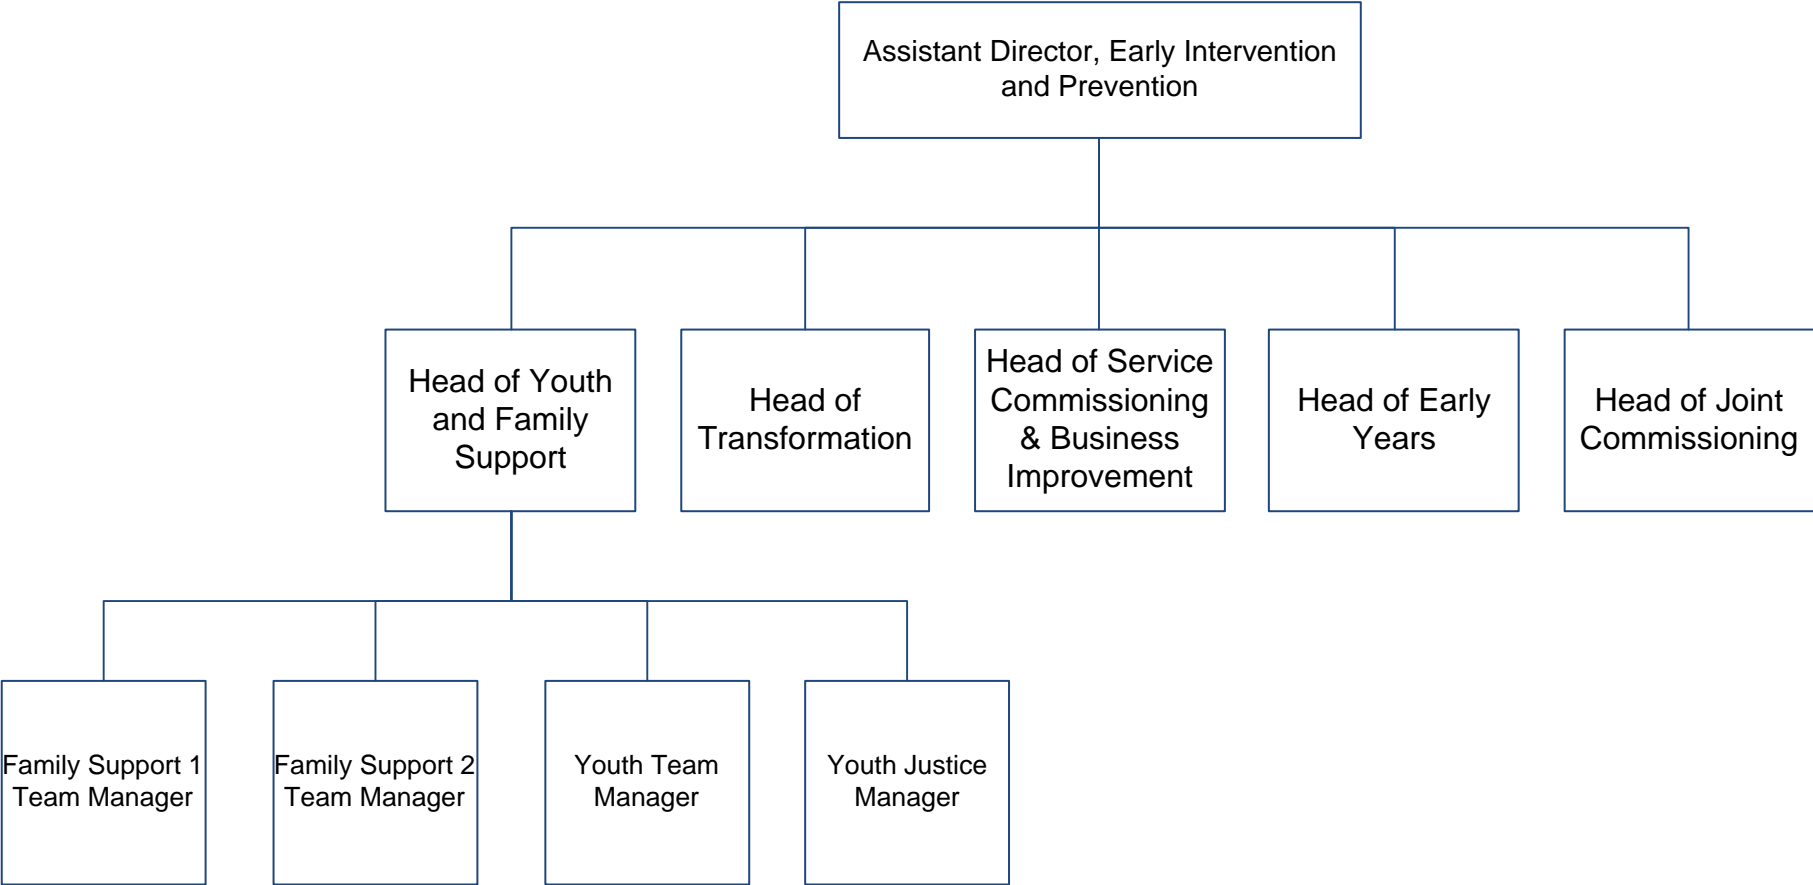 Assistant Director, Early Intervention
and Prevention
Head of Youth
and Family
Support
Head of
Transformation
Head of Service
Commissioning
& Business
Improvement
Head of Early
Years
Head of Joint
Commissioning
Family Support 1
Team Manager
Family Support 2
Team Manager
Youth Team
Manager
Youth Justice
Manager